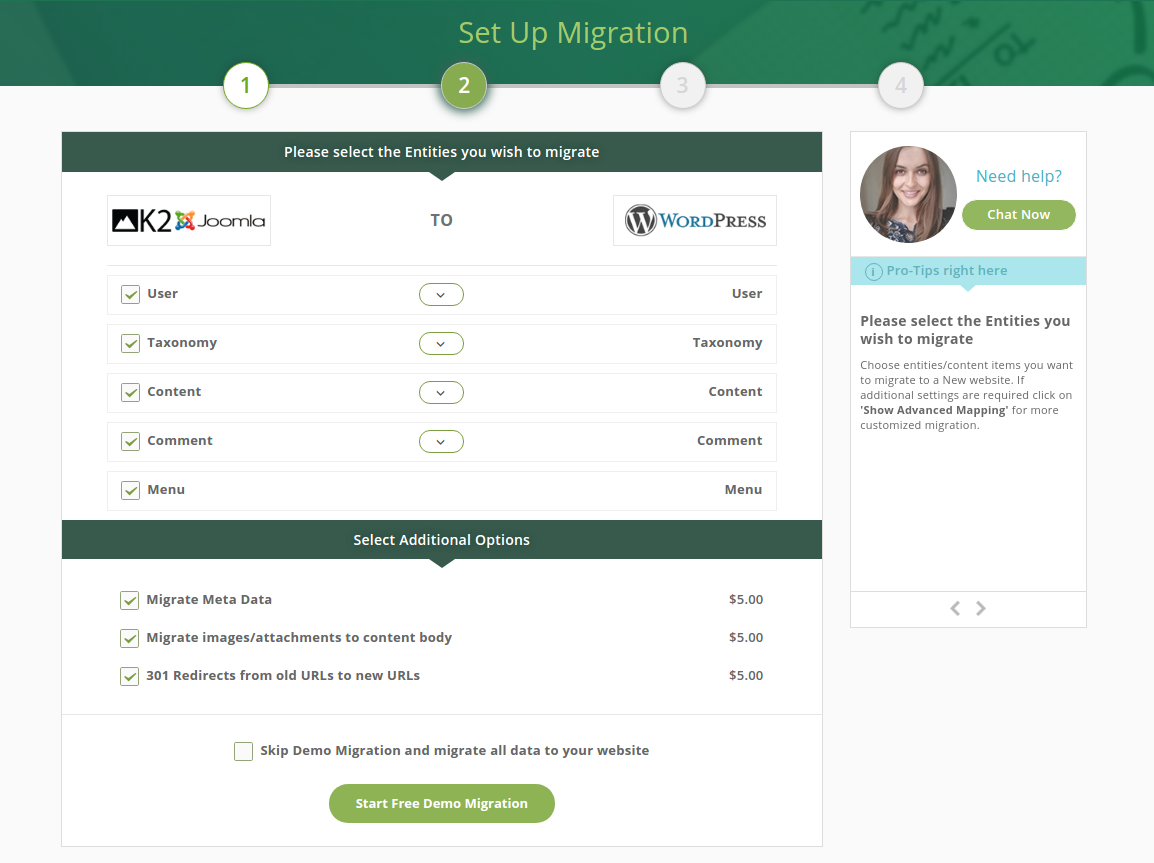 Set Up Migration
1
2
3
4
Please select the Entities you wish to migrate
K2 Joomla
TO
WORDPRESS
User
User
Taxonomy
Taxonomy
Content
Content
Comment
Comment
Menu
Menu
Select Additional Options
Migrate Meta Data
$5.00
Migrate images/attachments to content body
$5.00
301 Redirects from old URLs to new URLs
$5.00
Skip Demo Migration and migrate all data to your website
Start Free Demo Migration
Need help?
Chat Now
i Pro-Tips right here
Please select the Entities you
wish to migrate
Choose entities/content items you want
to migrate to a New website. If
additional settings are required click on
'Show Advanced Mapping' for more
customized migration.